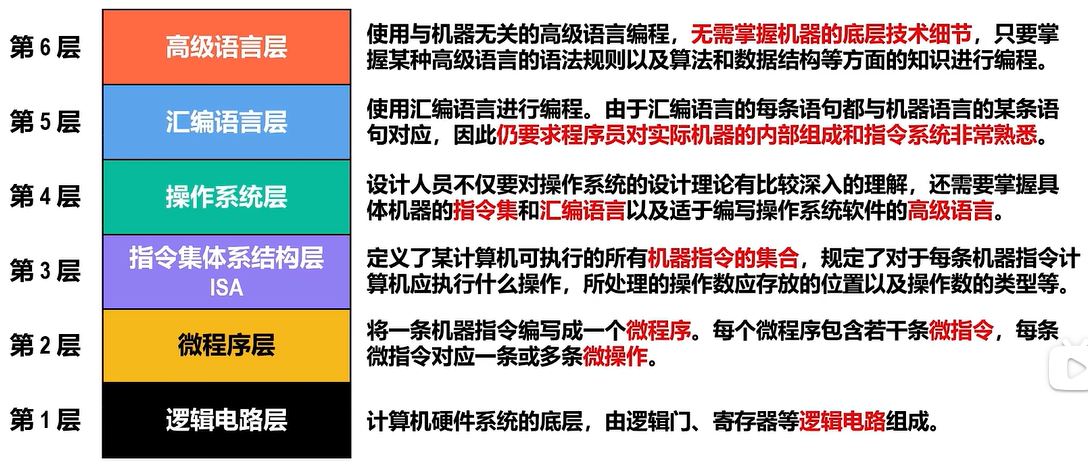 第 6 层
高级语言层
使用与机器无关的高级语言编程，无需掌握机器的底层技术细节，只要掌
握某种高级语言的语法规则以及算法和数据结构等方面的知识进行编程。
第 5 层
汇编语言层
使用汇编语言进行编程。由于汇编语言的每条语句都与机器语言的某条语
句对应，因此仍要求程序员对实际机器的内部组成和指令系统非常熟悉。
第 4 层
操作系统层
设计人员不仅要对操作系统的设计理论有比较深入的理解，还需要掌握具
体机器的指令集和汇编语言以及适于编写操作系统软件的高级语言。
第 3 层
指令集体系结构层
ISA
定义了某计算机可执行的所有机器指令的集合，规定了对于每条机器指令计
算机应执行什么操作，所处理的操作数应存放的位置以及操作数的类型等。
第 2 层
微程序层
将一条机器指令编写成一个微程序。每个微程序包含若干条微指令，每条
微指令对应一条或多条微操作。
第 1 层
逻辑电路层
计算机硬件系统的底层，由逻辑门、寄存器等逻辑电路组成。